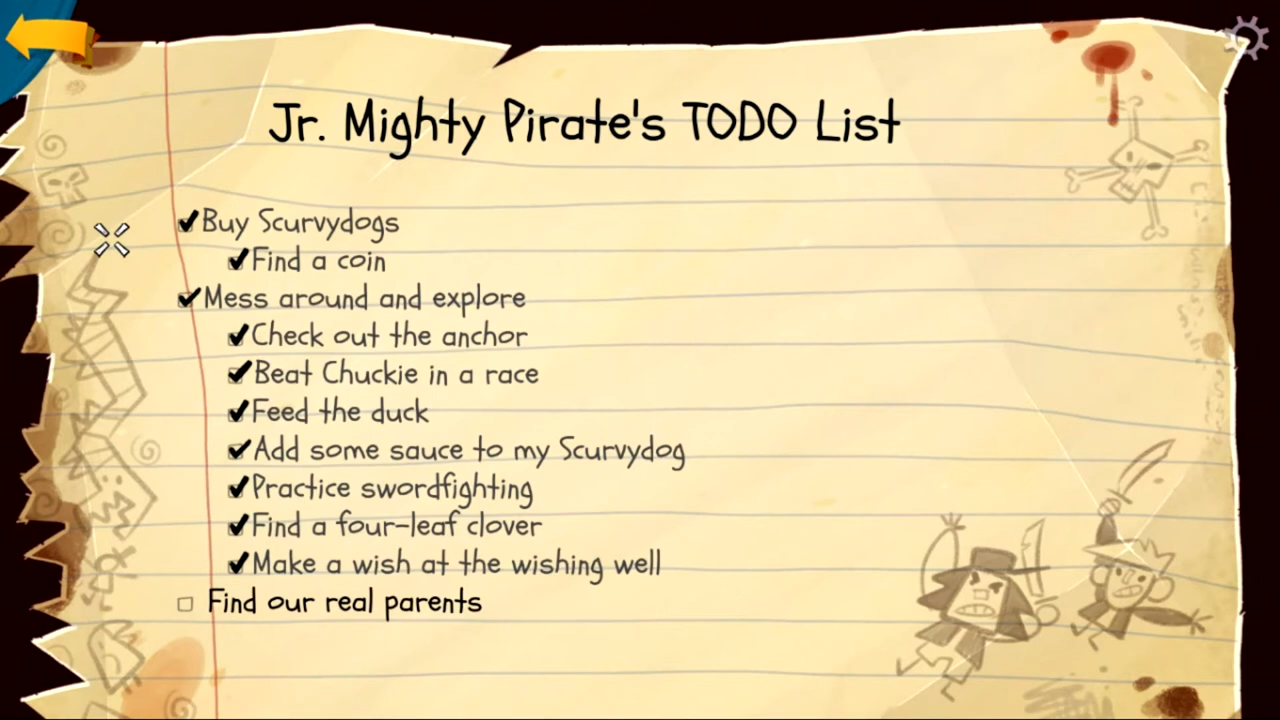 Jr. Mighty Pirate's TODO List
Buy Scurvydogs
Find a coin
Mess around and explore
Check out the anchor
Beat Chuckie in a race
Feed the duck
Add some sauce to my Scurvydog
Practice swordfighting
Find a four-leaf clover
Make a wish at the wishing well
Find our real parents